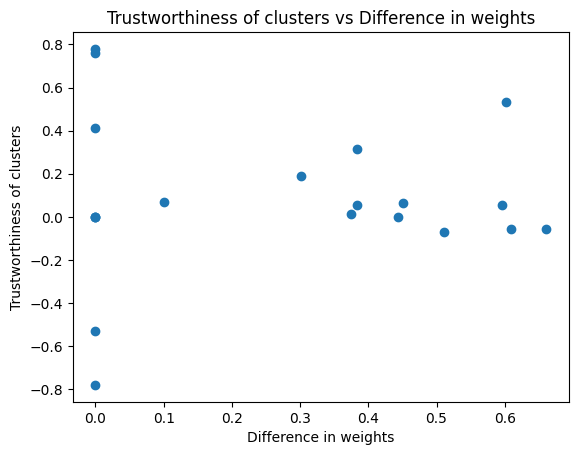 Trustworthiness of clusters vs Difference in weights
Trustworthiness of clusters
0.8
0.6
0.4
0.2
0.0
−0.2
−0.4
−0.6
−0.8
0.0 0.1 0.2 0.3 0.4 0.5 0.6
Difference in weights